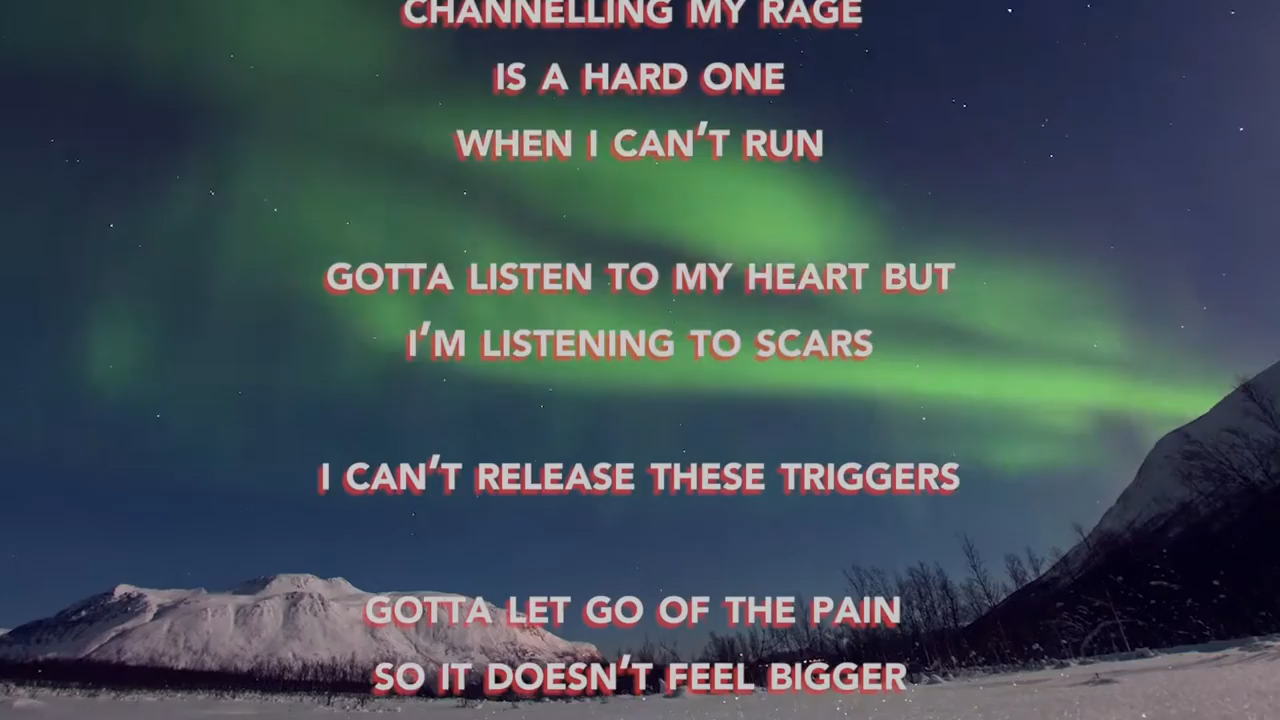 CHANNELLING MY RAGE
IS A HARD ONE
WHEN I CAN'T RUN
GOTTA LISTEN TO MY HEART BUT
I'M LISTENING TO SCARS
I CAN'T RELEASE THESE TRIGGERS
GOTTA LET GO OF THE PAIN
SO IT DOESN'T FEEL BIGGER